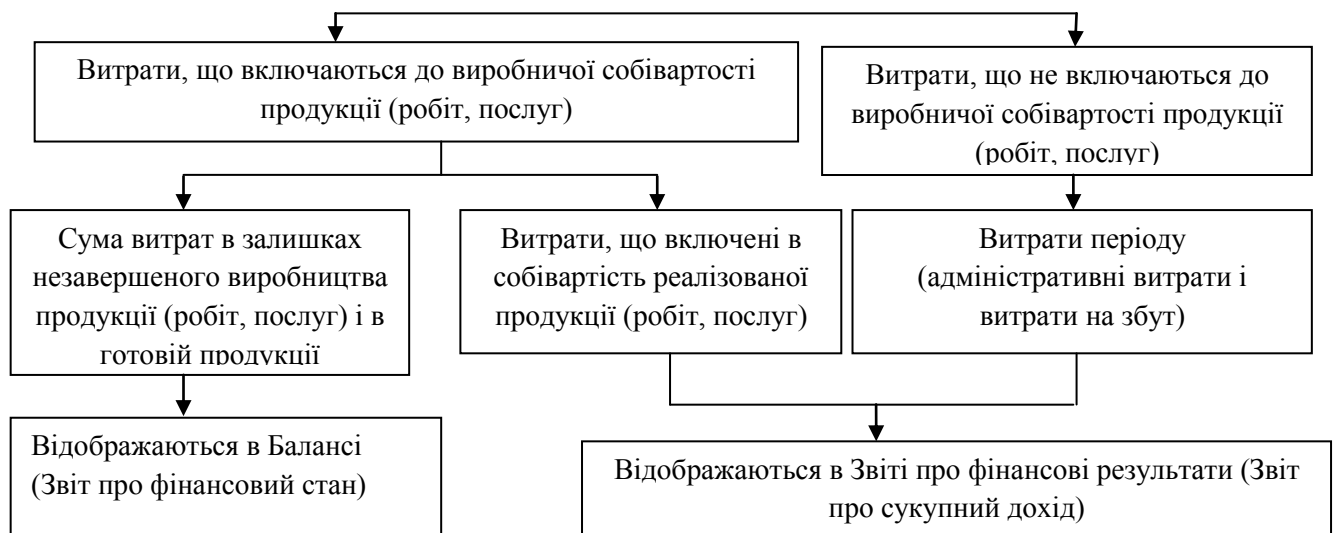 Витрати, що включаються до виробничої собівартості
продукції (робіт, послуг)
Витрати, що не включаються до
виробничої собівартості продукції
(робіт, послуг)
Сума витрат в залишках
незавершеного виробництва
продукції (робіт, послуг) і в
готовій продукції
Витрати, що включені в
собівартість реалізованої
продукції (робіт, послуг)
Витрати періоду
(адміністративні витрати і
витрати на збут)
Відображаються в Балансі
(Звіт про фінансовий стан)
Відображаються в Звіті про фінансові результати (Звіт
про сукупний дохід)